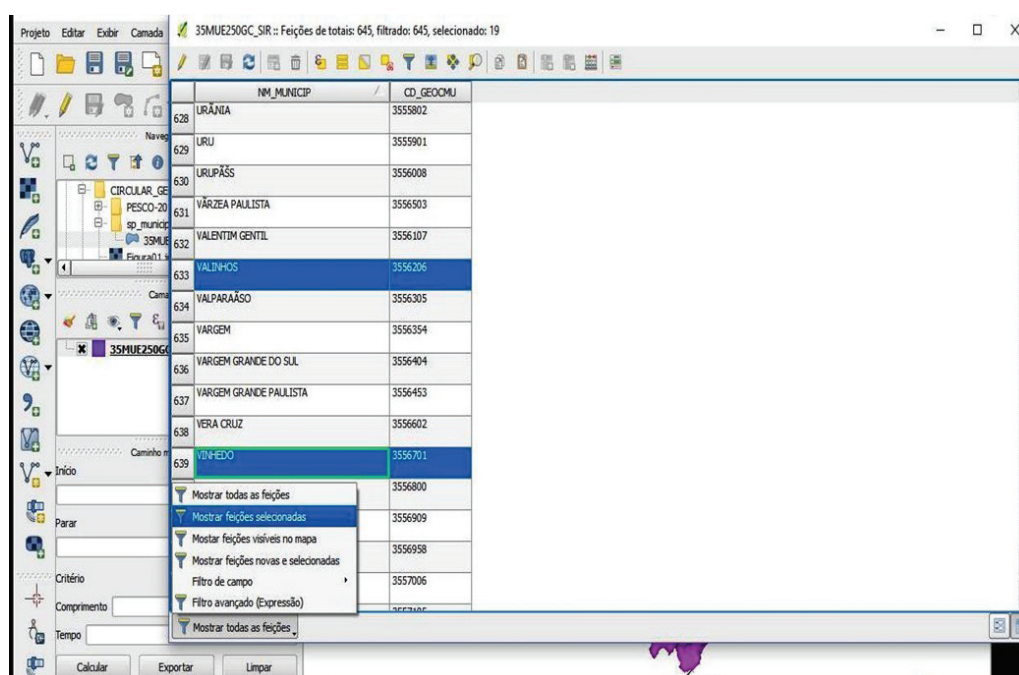 35MUE250GC_SIR :: Feições de totais: 645, filtrado: 645, selecionado: 19
Projeto Editar Exibir Camada
NM_MUNICIP CD_GEOCMU
628 URÃNIA 3555802
629 URU 3555901
630 URUPÃŠS 3556008
631 VÃRZEA PAULISTA 3556503
632 VALENTIM GENTIL 3556107
633 VALINHOS 3556206
634 VALPARAÃSO 3556305
635 VARGEM 3556354
636 VARGEM GRANDE DO SUL 3556404
637 VARGEM GRANDE PAULISTA 3556453
638 VERA CRUZ 3556602
639 VINHEDO 3556701
3556800
3556909
3556958
3557006
Mostrar todas as feições
Mostrar feições selecionadas
Mostar feições visíveis no mapa
Mostrar feições novas e selecionadas
Filtro de campo
Filtro avançado (Expressão)
Mostrar todas as feições
Naveg
CIRCULAR_GE
PESCO-20
sp_municip
35MUE
Figura01
Cama
35MUE250GC
Caminho m
Início
Parar
Critério
Comprimento
Tempo
Calcular Exportar Limpar